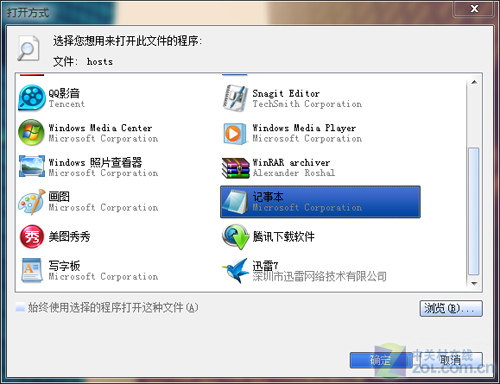 打开方式
选择您想用来打开此文件的程序:
文件: hosts
QQ影音
Tencent
Snagit Editor
TechSmith Corporation
Windows Media Center
Microsoft Corporation
Windows Media Player
Microsoft Corporation
Windows 照片查看器
Microsoft Corporation
WinRAR archiver
Alexander Roshal
画图
Microsoft Corporation
记事本
Microsoft Corporation
美图秀秀
腾讯下载软件
写字板
Microsoft Corporation
迅雷7
深圳市迅雷网络技术有限公司
始终使用选择的程序打开这种文件(A)
浏览(B)...
确定
取消
中关村在线
zol.com.cn